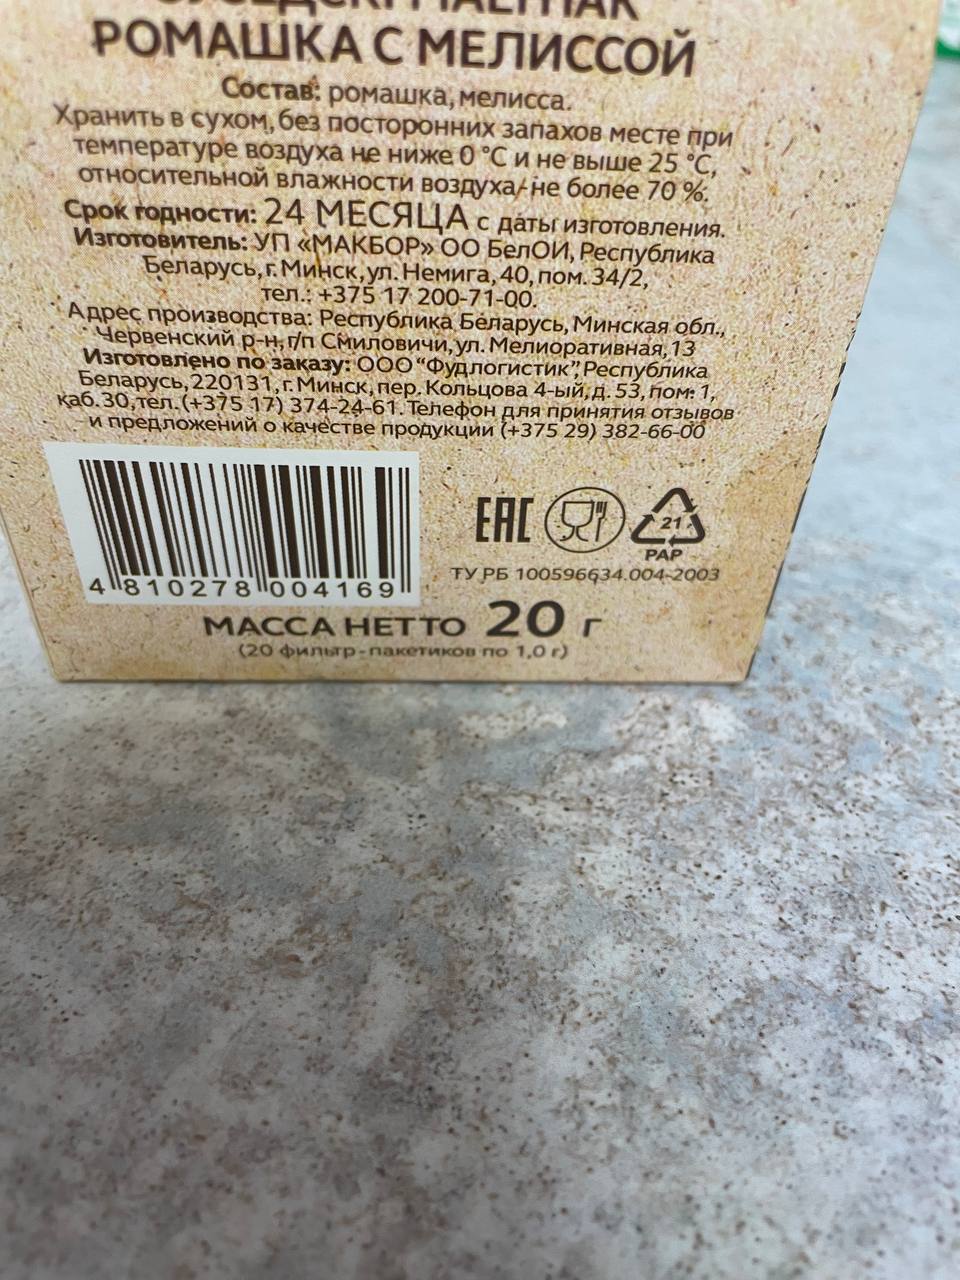 РОМАШКА С МЕЛИССОЙ
Состав: ромашка, мелисса.
Хранить в сухом, без посторонних запахов месте при
температуре воздуха не ниже 0 °С и не выше 25 °С,
относительной влажности воздуха не более 70 %.
Срок годности: 24 МЕСЯЦА с даты изготовления.
Изготовитель: УП «МАКБОР» ОО БелОИ, Республика
Беларусь, г. Минск, ул. Немига, 40, пом. 34/2,
тел.: +375 17 200-71-00.
Адрес производства: Республика Беларусь, Минская обл.,
Червенский р-н, г/п Смиловичи, ул. Мелиоративная, 13
Изготовлено по заказу: ООО "Фудлогистик", Республика
Беларусь, 220131, г. Минск, пер. Кольцова 4-ый, д. 53, пом. 1,
каб. 30, тел. (+375 17) 374-24-61. Телефон для принятия отзывов
и предложений о качестве продукции (+375 29) 382-66-00
4 810278 004169
EAC
21
PAP
ТУ РБ 100596634.004-2003
МАССА НЕТТО 20 г
(20 фильтр-пакетиков по 1,0 г)